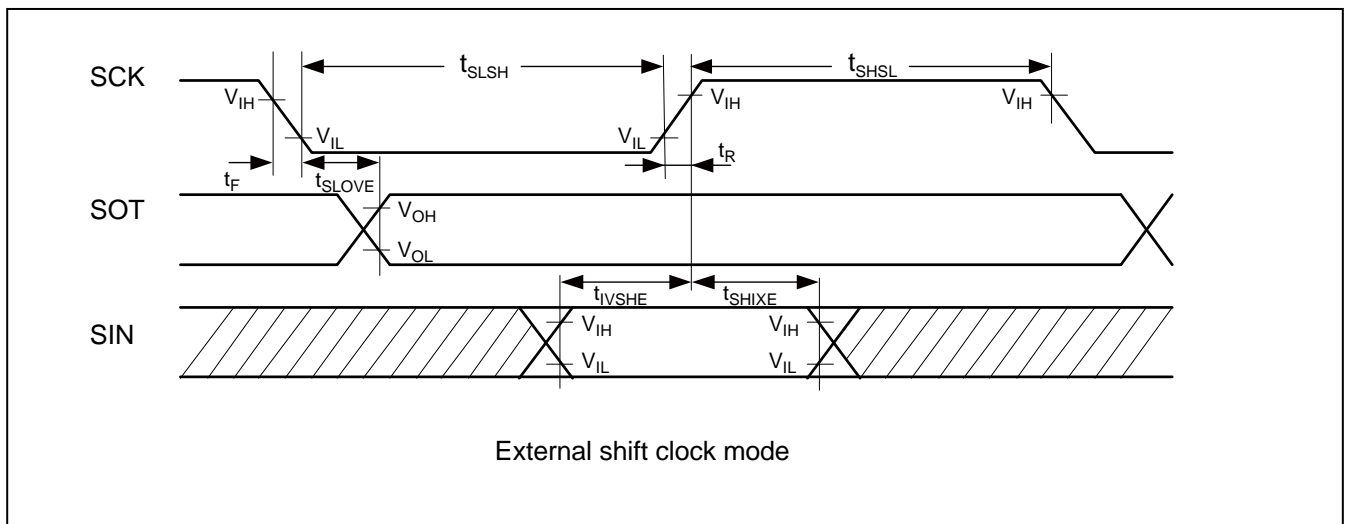 SCK
tSLSH
tSHSL
VIH
VIH
VIH
VIL
VIL
tR
tF
tSLOVE
SOT
VOH
VOL
tIVSHE
tSHIXE
SIN
VIH
VIH
VIL
VIL
External shift clock mode